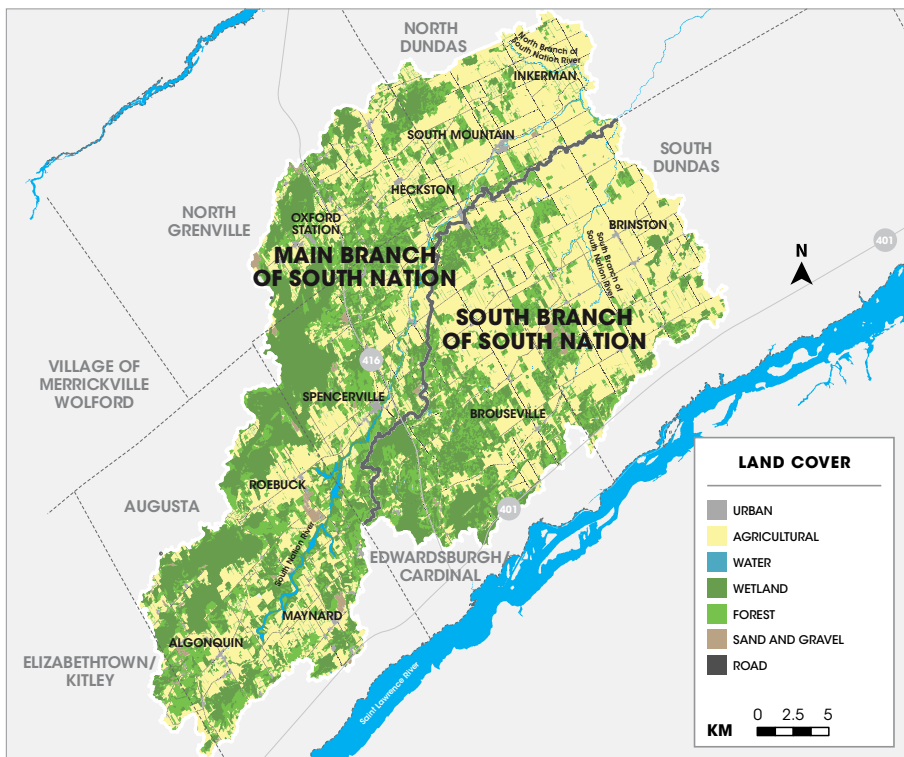 NORTH
DUNDAS
North Branch of
South Nation River
INKERMAN
SOUTH MOUNTAIN
SOUTH
DUNDAS
HECKSTON
NORTH
GRENVILLE
OXFORD
STATION
BRINSTON
401
MAIN BRANCH
OF SOUTH NATION
South Branch of
South Nation River
N
SOUTH BRANCH
OF SOUTH NATION
416
VILLAGE OF
MERRICKVILLE
WOLFORD
SPENCERVILLE
BROUSEVILLE
ROEBUCK
AUGUSTA
401
South Nation River
EDWARDSBURGH/
CARDINAL
MAYNARD
ALGONQUIN
ELIZABETHTOWN/
KITLEY
Saint Lawrence River
LAND COVER
URBAN
AGRICULTURAL
WATER
WETLAND
FOREST
SAND AND GRAVEL
ROAD
KM 0 2.5 5